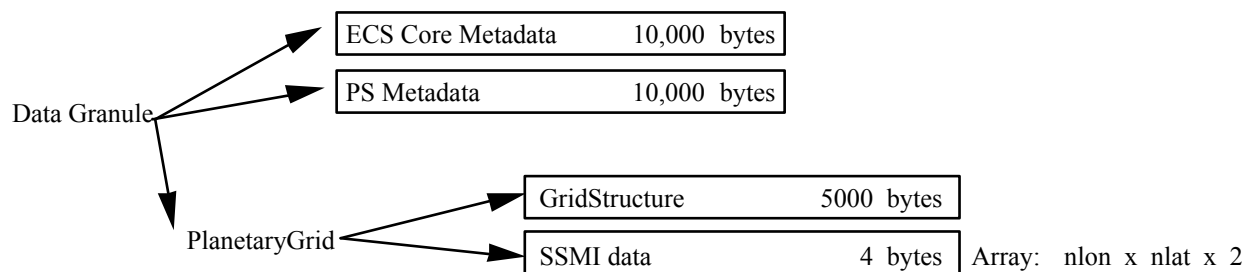 ECS Core Metadata 10,000 bytes
PS Metadata 10,000 bytes
Data Granule
GridStructure 5000 bytes
PlanetaryGrid
SSMI data 4 bytes Array: nlon x nlat x 2